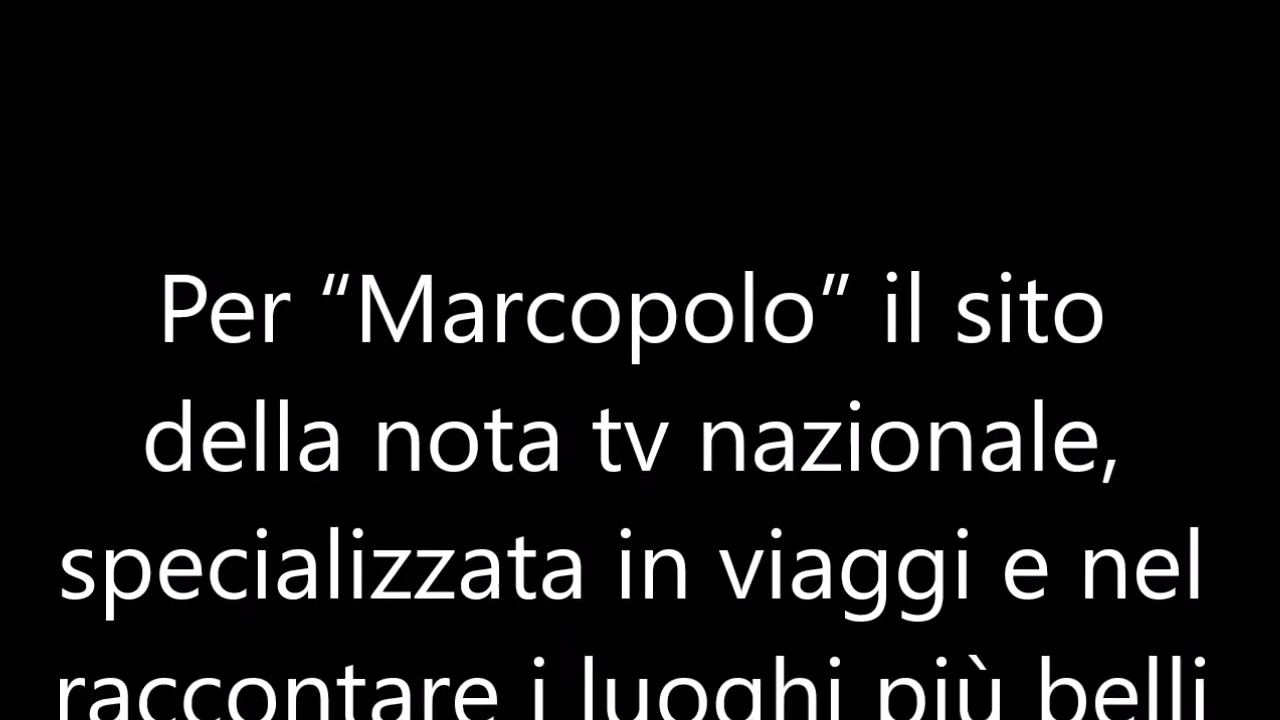 Per “Marcopolo” il sito
della nota tv nazionale,
specializzata in viaggi e nel
raccontare i luoghi più belli